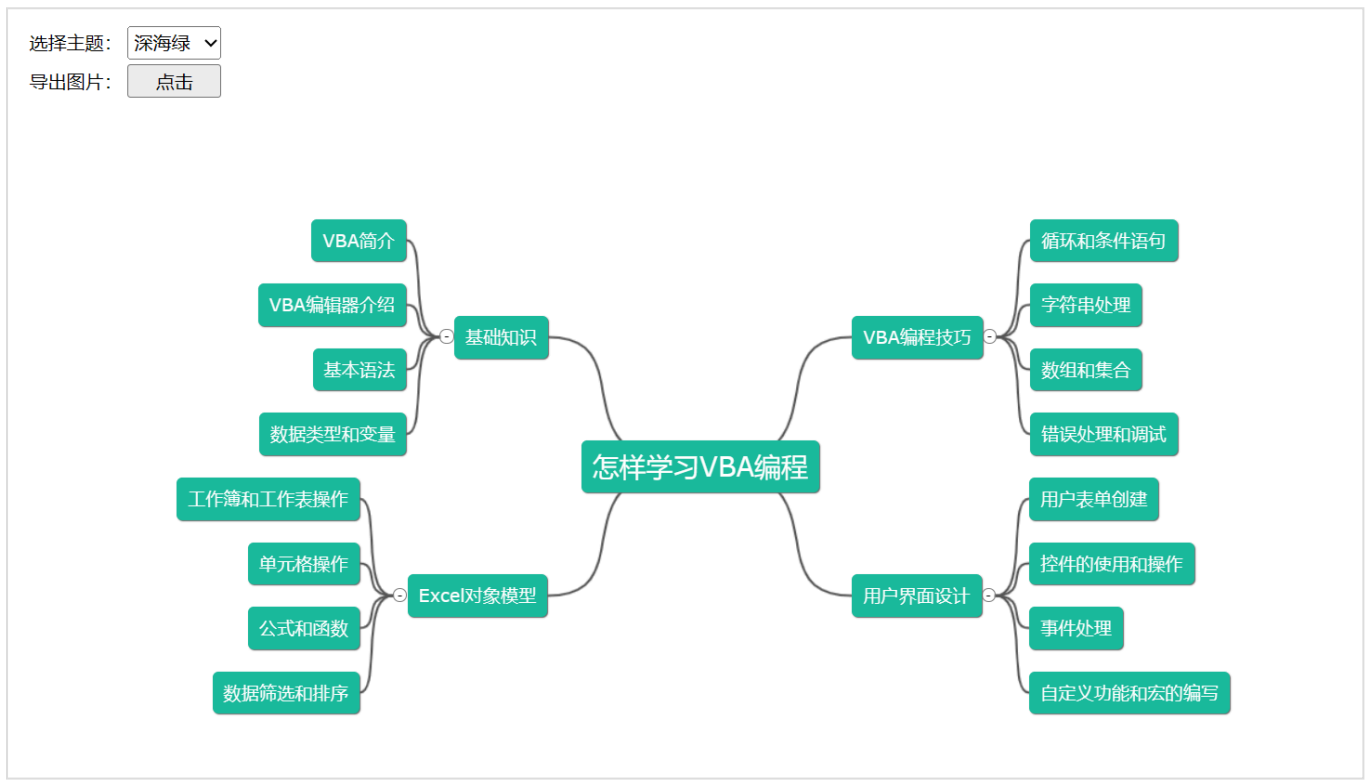 选择主题：
深海绿
导出图片：
点击
VBA简介
VBA编辑器介绍
基本语法
数据类型和变量
基础知识
工作簿和工作表操作
单元格操作
公式和函数
数据筛选和排序
Excel对象模型
怎样学习VBA编程
VBA编程技巧
循环和条件语句
字符串处理
数组和集合
错误处理和调试
用户界面设计
用户表单创建
控件的使用和操作
事件处理
自定义功能和宏的编写